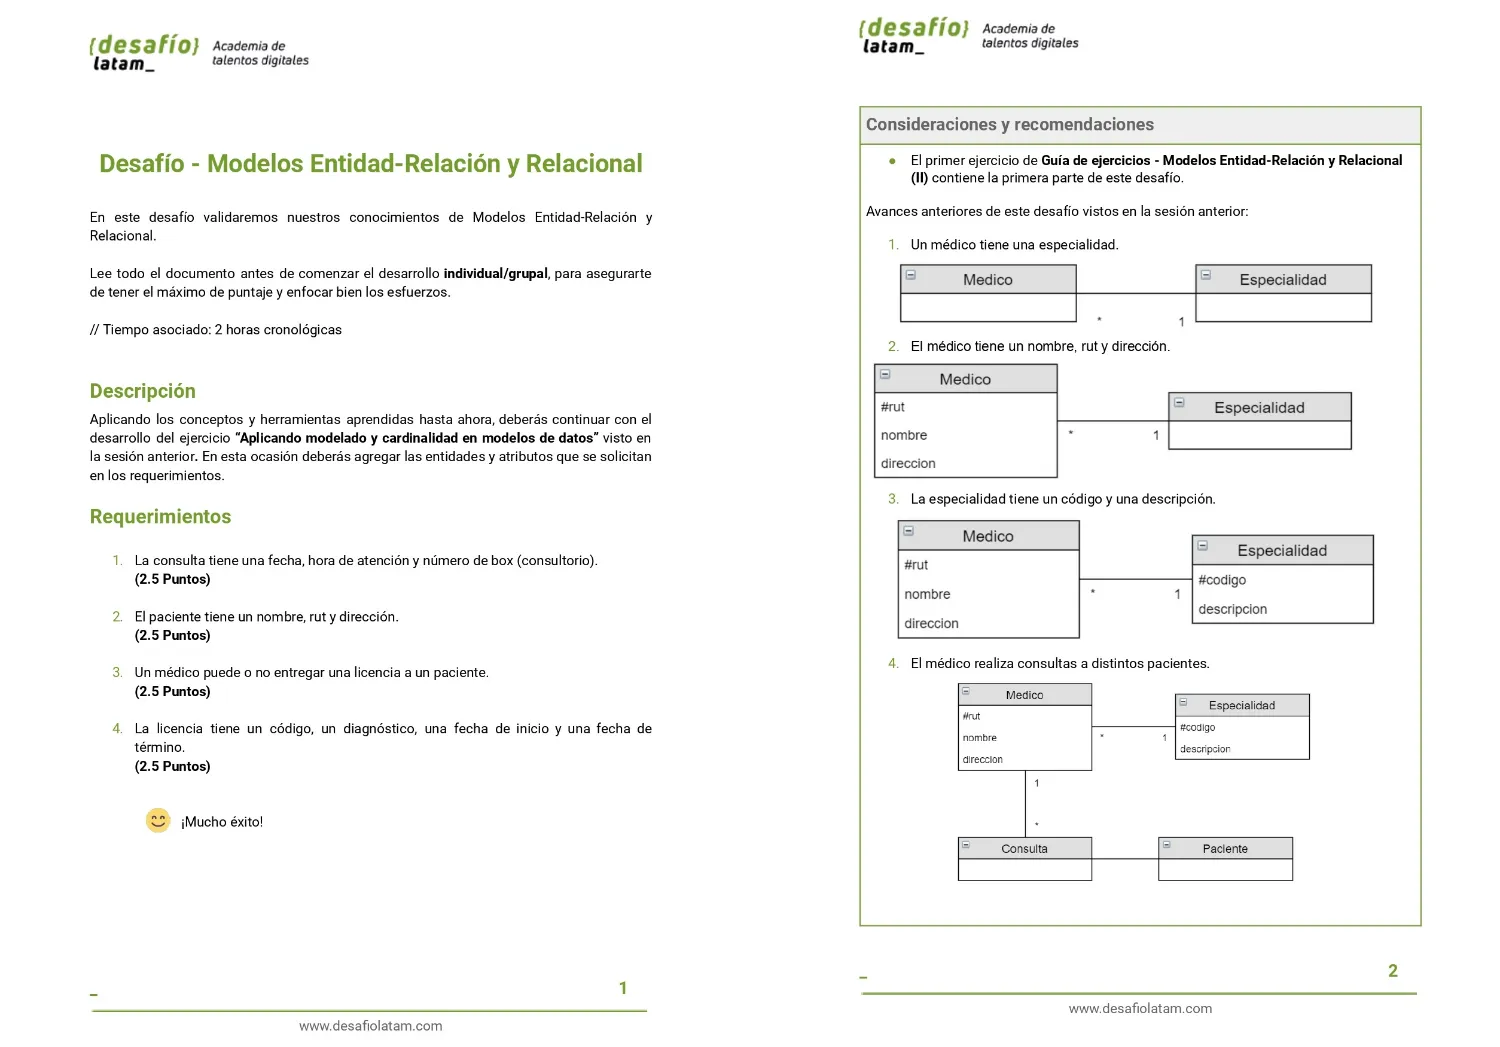 {desafío}
latam_
Academia de
talentos digitales
Desafío - Modelos Entidad-Relación y Relacional
En este desafío validaremos nuestros conocimientos de Modelos Entidad-Relación y
Relacional.
Lee todo el documento antes de comenzar el desarrollo individual/grupal, para asegurarte
de tener el máximo de puntaje y enfocar bien los esfuerzos.
// Tiempo asociado: 2 horas cronológicas
Descripción
Aplicando los conceptos y herramientas aprendidas hasta ahora, deberás continuar con el
desarrollo del ejercicio “Aplicando modelado y cardinalidad en modelos de datos” visto en
la sesión anterior. En esta ocasión deberás agregar las entidades y atributos que se solicitan
en los requerimientos.
Requerimientos
1. La consulta tiene una fecha, hora de atención y número de box (consultorio).
(2.5 Puntos)
2. El paciente tiene un nombre, rut y dirección.
(2.5 Puntos)
3. Un médico puede o no entregar una licencia a un paciente.
(2.5 Puntos)
4. La licencia tiene un código, un diagnóstico, una fecha de inicio y una fecha de
término.
(2.5 Puntos)
¡Mucho éxito!
_
1
www.desafiolatam.com
{desafío}
latam_
Academia de
talentos digitales
Consideraciones y recomendaciones
● El primer ejercicio de Guía de ejercicios - Modelos Entidad-Relación y Relacional
(II) contiene la primera parte de este desafío.
Avances anteriores de este desafío vistos en la sesión anterior:
1. Un médico tiene una especialidad.
Medico
Especialidad
* 1
2. El médico tiene un nombre, rut y dirección.
Medico
#rut
nombre
direccion
* 1
Especialidad
3. La especialidad tiene un código y una descripción.
Medico
#rut
nombre
direccion
* 1
Especialidad
#codigo
descripcion
4. El médico realiza consultas a distintos pacientes.
Medico
#rut
nombre
direccion
* 1
Especialidad
#codigo
descripcion
1
*
Consulta
Paciente
_
2
www.desafiolatam.com